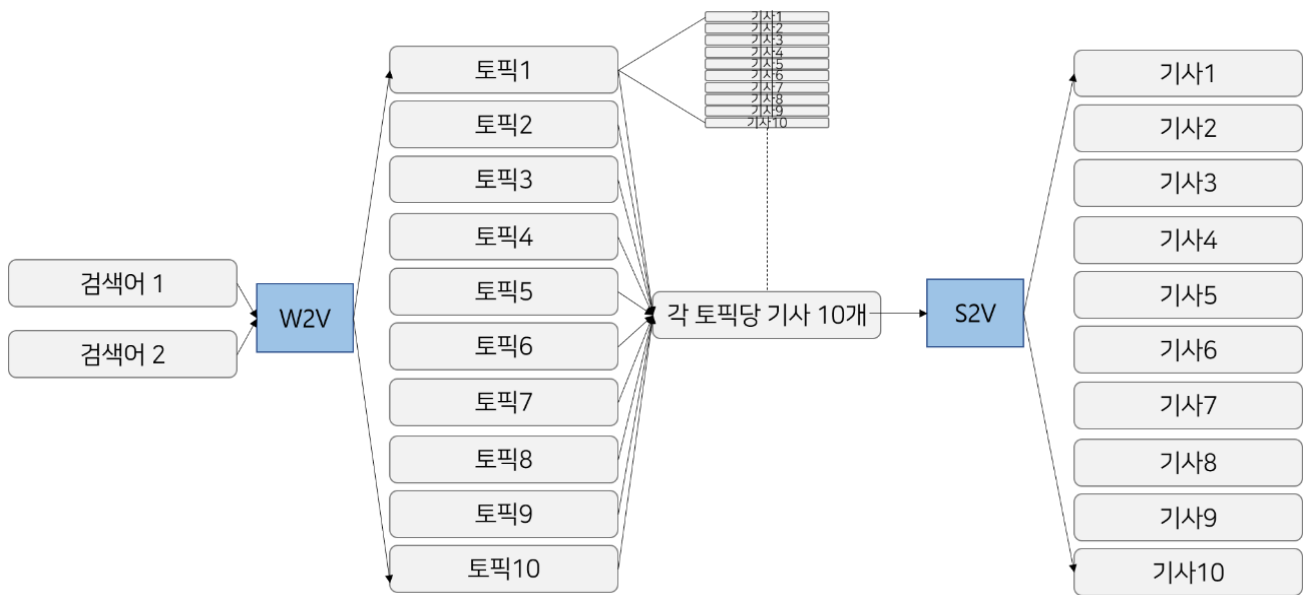 검색어 1
검색어 2
W2V
토픽1
토픽2
토픽3
토픽4
토픽5
토픽6
토픽7
토픽8
토픽9
토픽10
기사1
기사2
기사3
기사4
기사5
기사6
기사7
기사8
기사9
기사10
각 토픽당 기사 10개
S2V
기사1
기사2
기사3
기사4
기사5
기사6
기사7
기사8
기사9
기사10